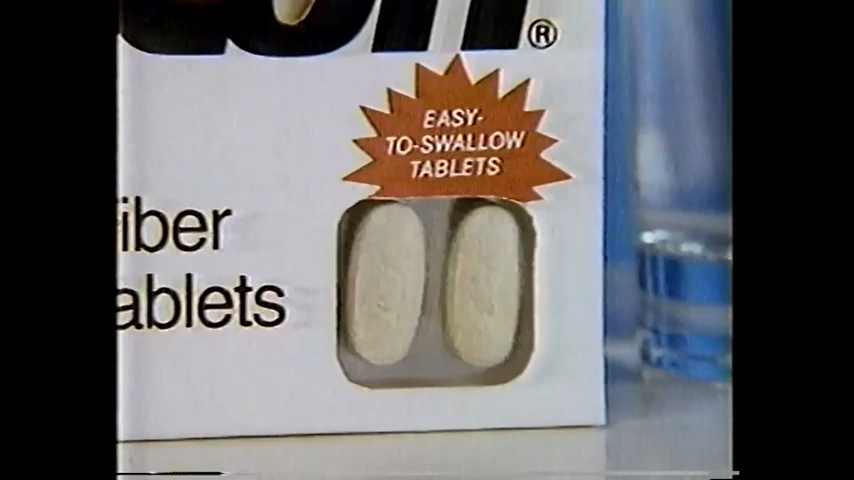 ®
EASY-
TO-SWALLOW
TABLETS
iber
ablets